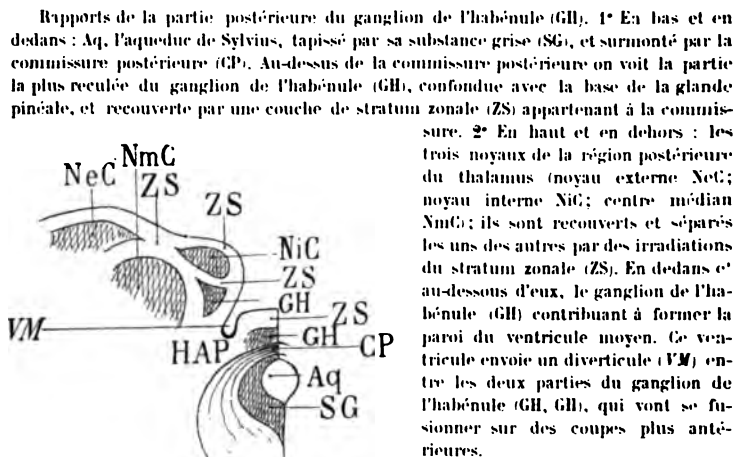 Rapports de la partie postérieure du ganglion de l'habénule (GH). 1° En bas et en
dedans : Aq, l'aqueduc de Sylvius, tapissé par sa substance grise (SG), et surmonté par la
commissure postérieure (CP). Au-dessus de la commissure postérieure on voit la partie
la plus reculée du ganglion de l'habénule (GH), confondue avec la base de la glande
pinéale, et recouverte par une couche de stratum zonale (ZS) appartenant à la commis-
sure. 2° En haut et en dehors : les
trois noyaux de la région postérieure
du thalamus (noyau externe NeC;
noyau interne NiC; centre médian
NmC); ils sont recouverts et séparés
les uns des autres par des irradiations
du stratum zonale (ZS). En dedans et
au-dessous d'eux, le ganglion de l'ha-
bénule (GH) contribuant à former la
paroi du ventricule moyen. Ce ven-
tricule envoie un diverticule (VM) en-
tre les deux parties du ganglion de
l'habénule (GH, GH), qui vont se fu-
sionner sur des coupes plus anté-
rieures.
NmC
NeC
ZS
ZS
NiC
ZS
GH
ZS
VM
GH
HAP
CP
Aq
SG